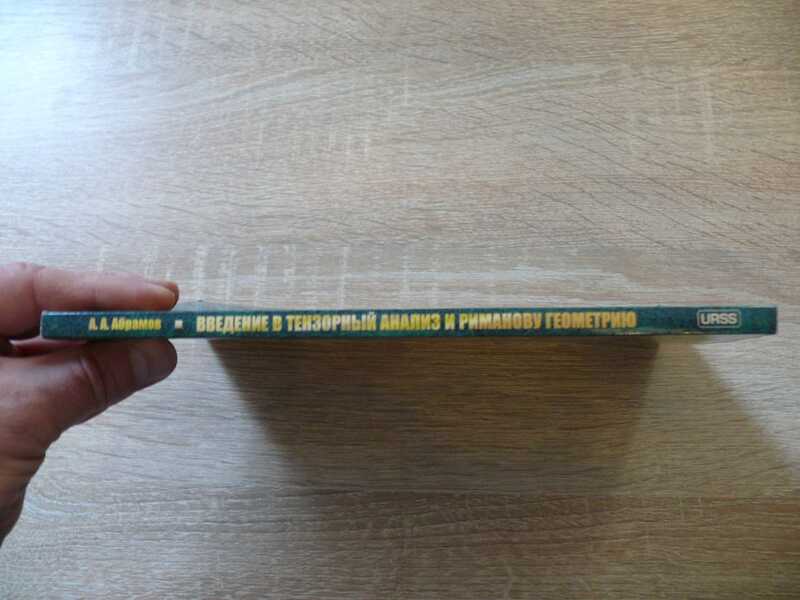 А. А. Абрамов ▪ ВВЕДЕНИЕ В ТЕНЗОРНЫЙ АНАЛИЗ И РИМАНОВУ ГЕОМЕТРИЮ URSS